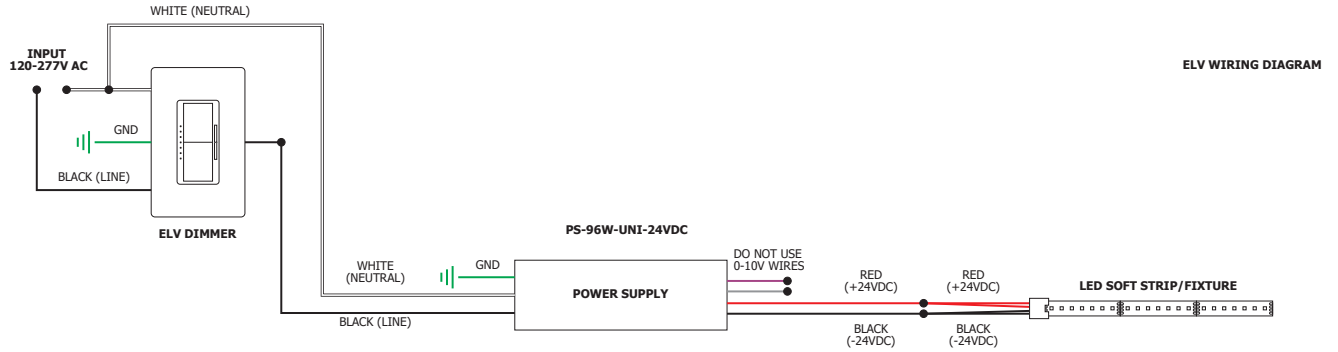 WHITE (NEUTRAL)
INPUT
120-277V AC
ELV WIRING DIAGRAM
GND
BLACK (LINE)
ELV DIMMER
PS-96W-UNI-24VDC
WHITE
(NEUTRAL)
GND
DO NOT USE
0-10V WIRES
POWER SUPPLY
RED
(+24VDC)
RED
(+24VDC)
LED SOFT STRIP/FIXTURE
BLACK (LINE)
BLACK
(-24VDC)
BLACK
(-24VDC)